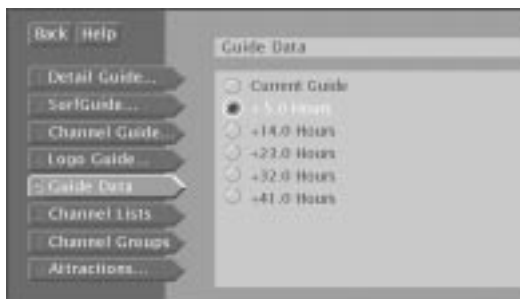 Back Help
Guide Data
Detail Guide...
SurfGuide...
Channel Guide...
Logo Guide...
Guide Data
Channel Lists
Channel Groups
Attractions...
Current Guide
+5.0 Hours
+14.0 Hours
+23.0 Hours
+32.0 Hours
+41.0 Hours